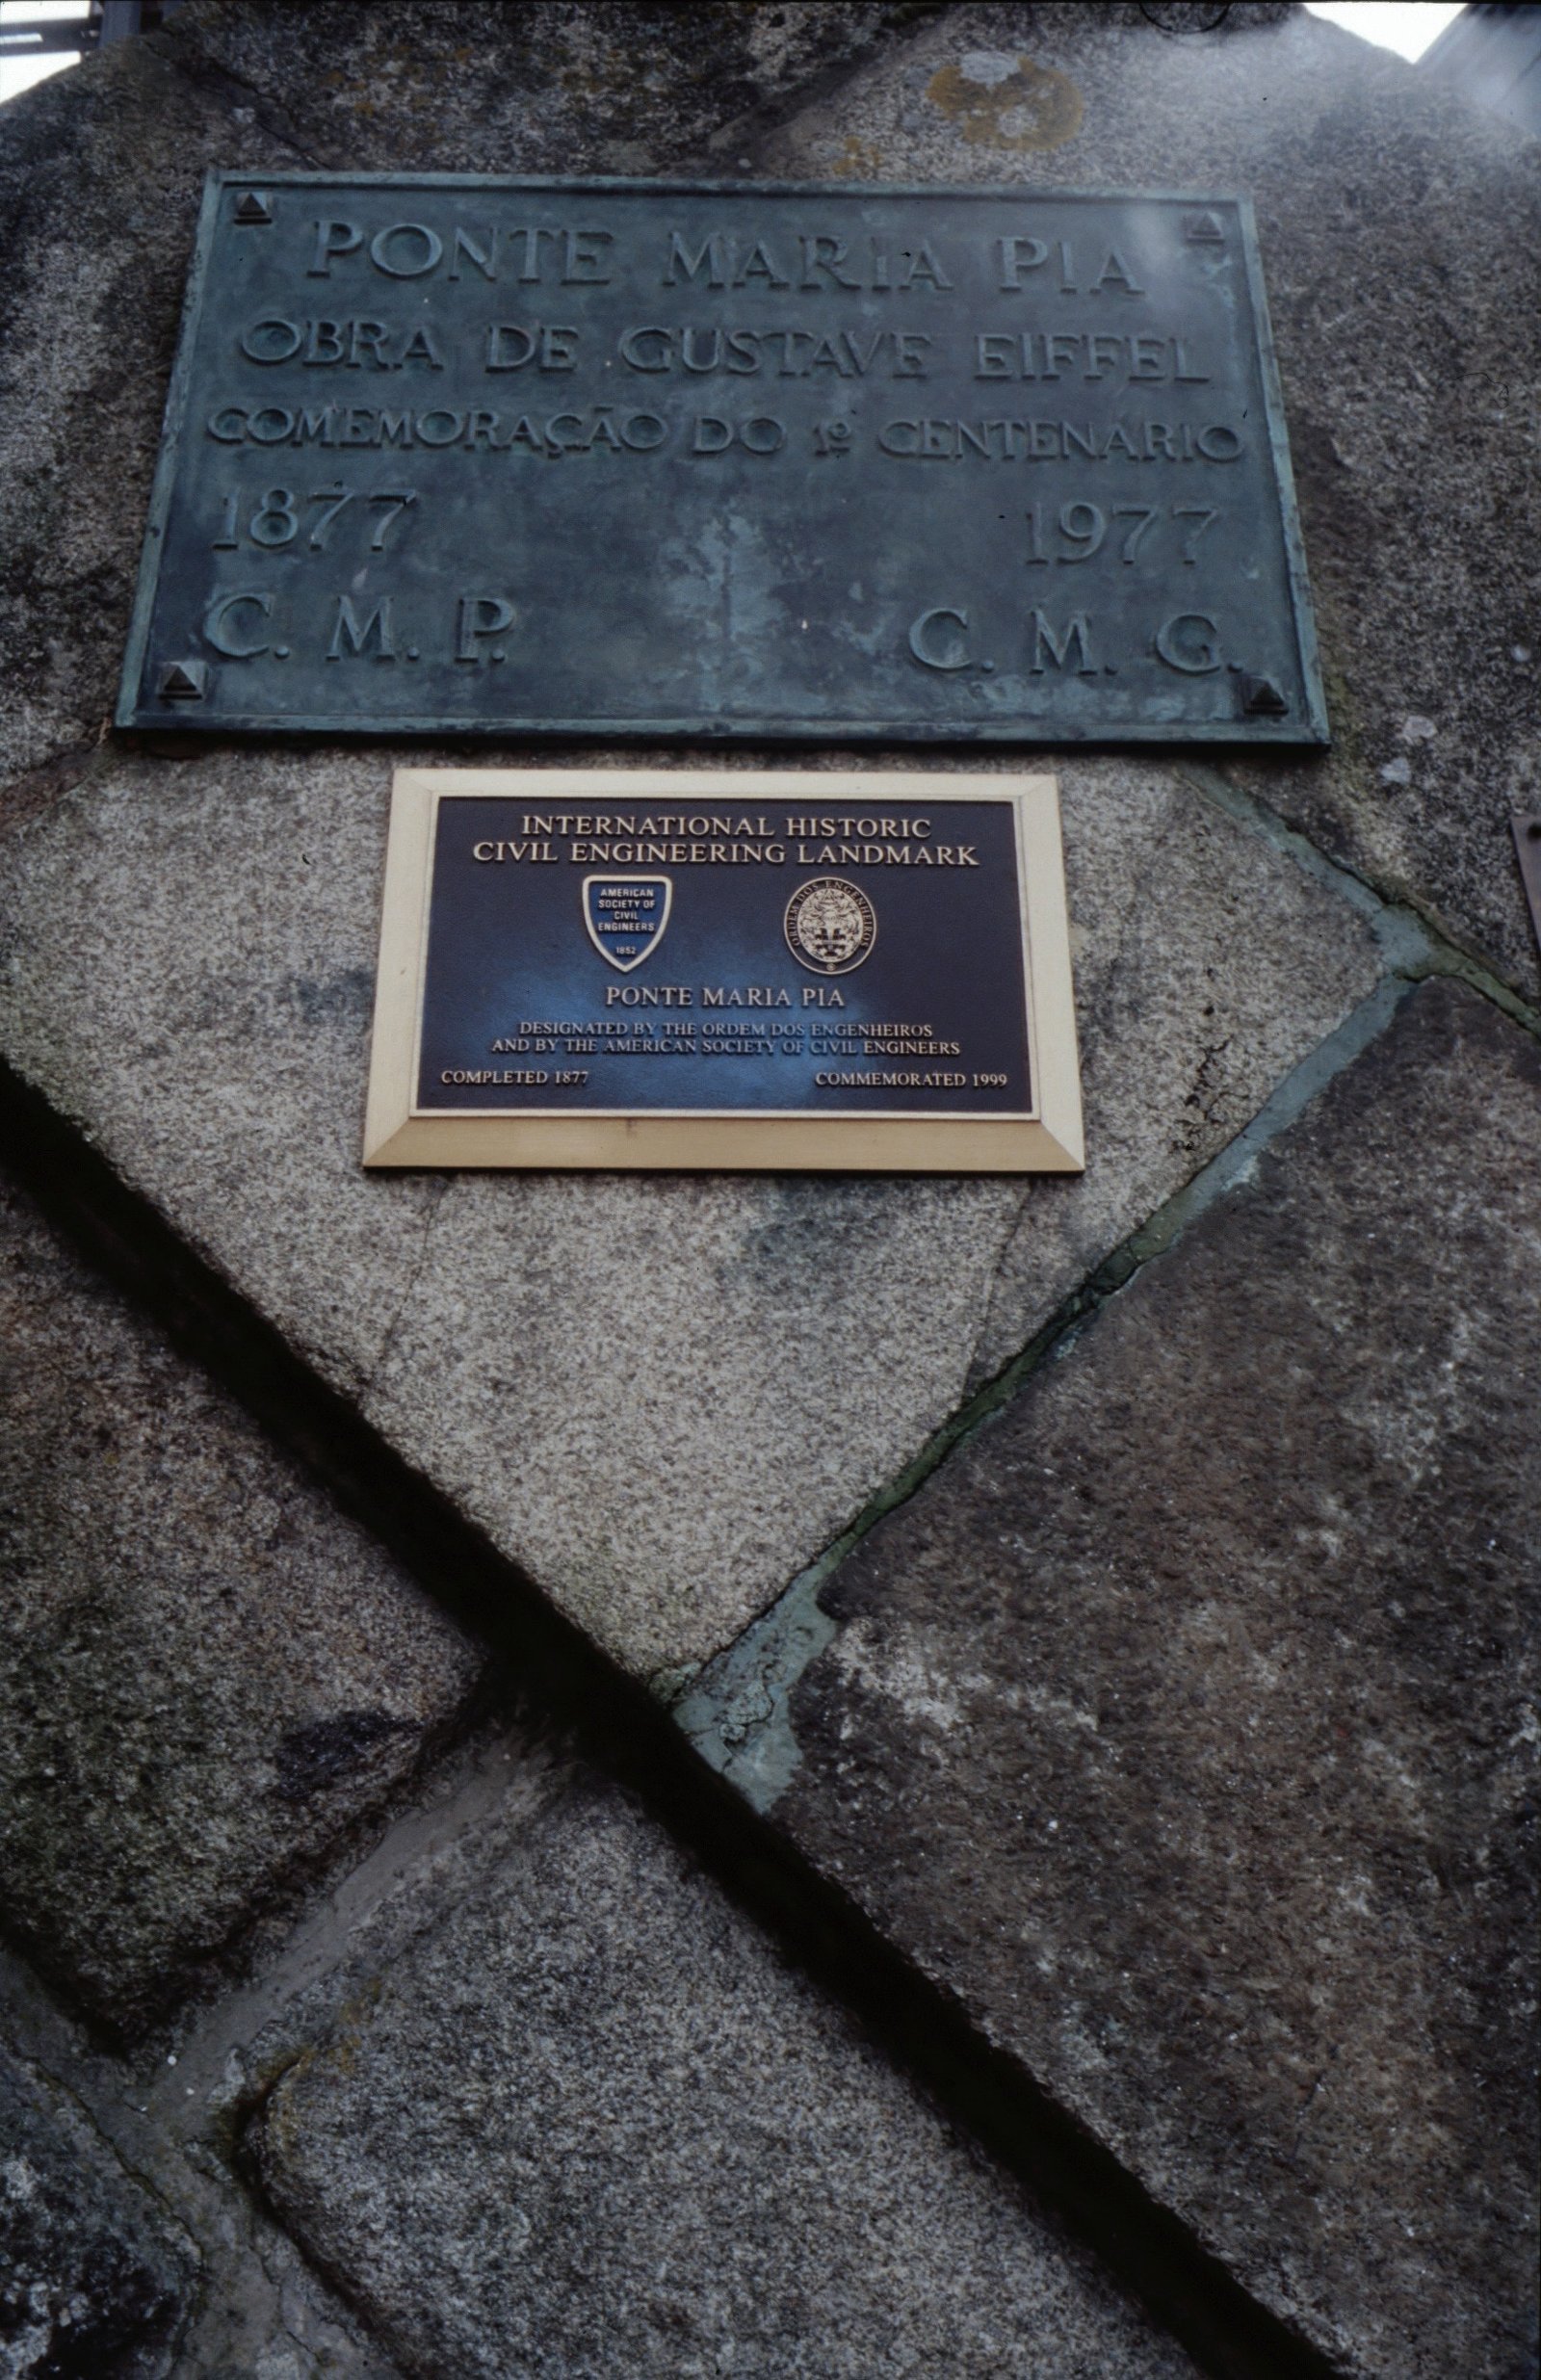 PONTE MARIA PIA
OBRA DE GUSTAVE EIFFEL
COMEMORAÇÃO DO 1º CENTENÁRIO
1877 1977
C. M. P. C. M. G.
INTERNATIONAL HISTORIC
CIVIL ENGINEERING LANDMARK
AMERICAN
SOCIETY OF
CIVIL
ENGINEERS
1852
ORDEM DOS ENGENHEIROS
PONTE MARIA PIA
DESIGNATED BY THE ORDEM DOS ENGENHEIROS
AND BY THE AMERICAN SOCIETY OF CIVIL ENGINEERS
COMPLETED 1877 COMMEMORATED 1999